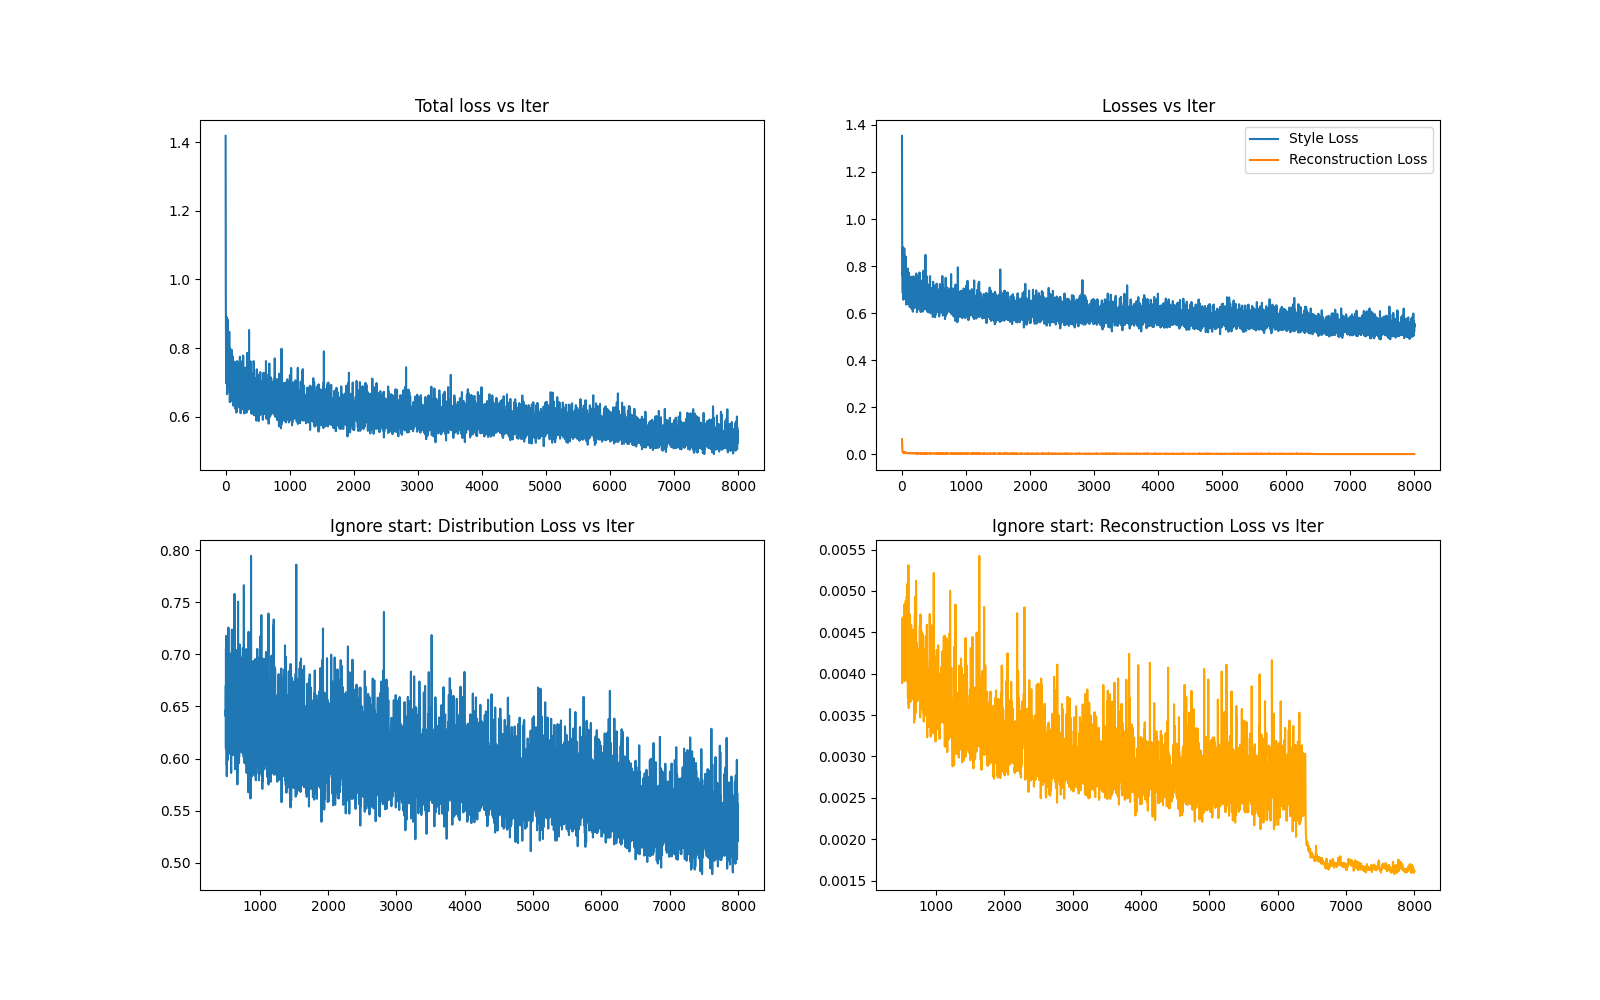 Total loss vs Iter
1.4
1.2
1.0
0.8
0.6
0 1000 2000 3000 4000 5000 6000 7000 8000
Losses vs Iter
Style Loss
Reconstruction Loss
1.4
1.2
1.0
0.8
0.6
0.4
0.2
0.0
0 1000 2000 3000 4000 5000 6000 7000 8000
Ignore start: Distribution Loss vs Iter
0.80
0.75
0.70
0.65
0.60
0.55
0.50
1000 2000 3000 4000 5000 6000 7000 8000
Ignore start: Reconstruction Loss vs Iter
0.0055
0.0050
0.0045
0.0040
0.0035
0.0030
0.0025
0.0020
0.0015
1000 2000 3000 4000 5000 6000 7000 8000